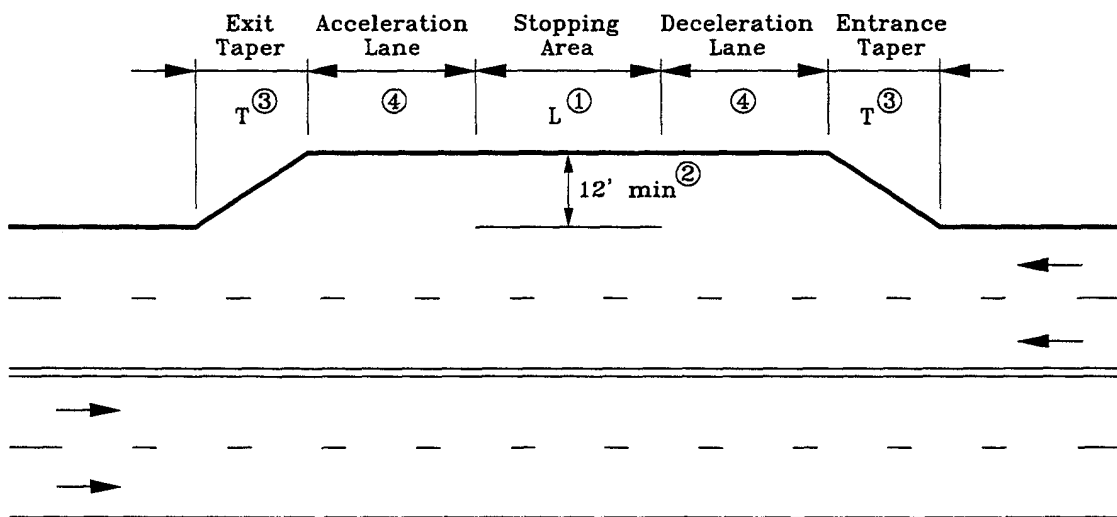 Exit Taper
Acceleration Lane
Stopping Area
Deceleration Lane
Entrance Taper
T③
④
L①
④
T③
12' min②